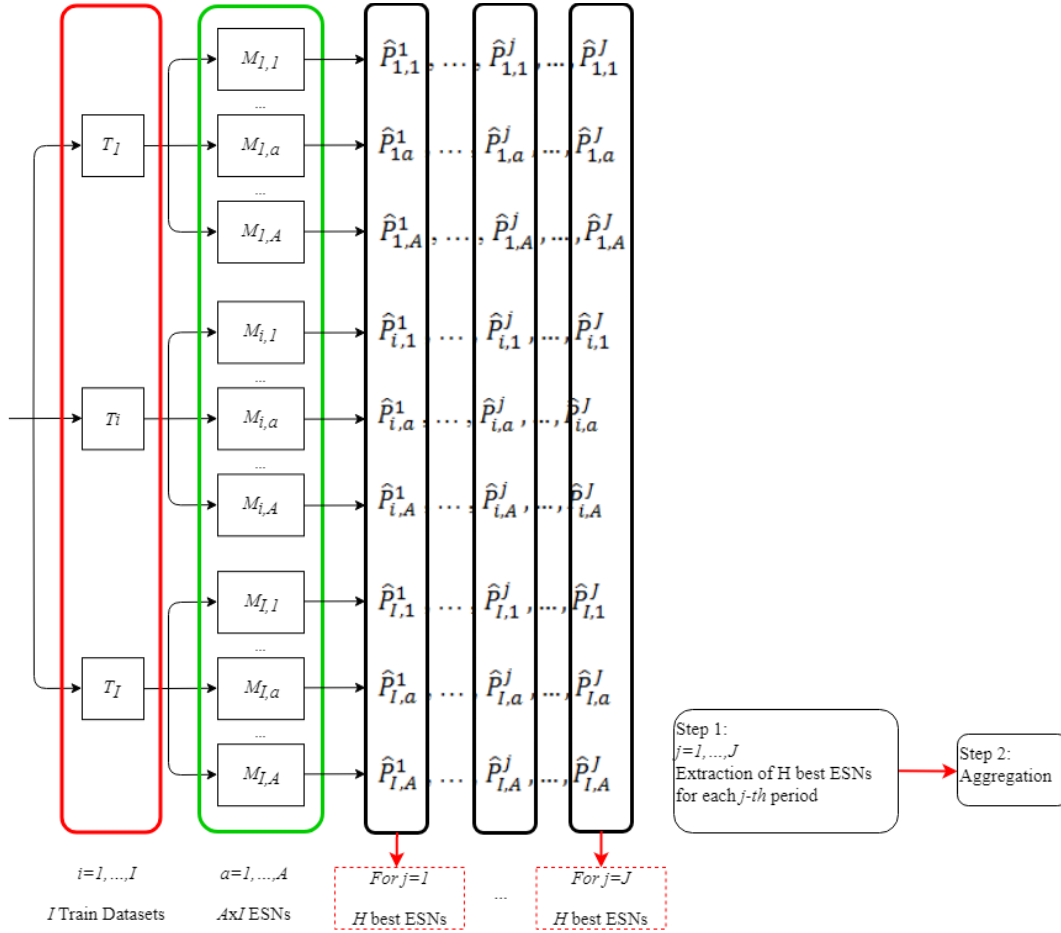 M1,1 P̂¹1,1 , … , P̂ʲ1,1 , … , P̂ᴶ1,1
...
T1 M1,a P̂¹1a , … , P̂ʲ1,a , … , P̂ᴶ1,a
...
M1,A P̂¹1,A , … , P̂ʲ1,A , … , P̂ᴶ1,A
Mi,1 P̂¹i,1 , … , P̂ʲi,1 , … , P̂ᴶi,1
...
Ti Mi,a P̂¹i,a , … , P̂ʲi,a , … , P̂ᴶi,a
...
Mi,A P̂¹i,A , … , P̂ʲi,A , … , P̂ᴶi,A
MI,1 P̂¹I,1 , … , P̂ʲI,1 , … , P̂ᴶI,1
...
TI MI,a P̂¹I,a , … , P̂ʲI,a , … , P̂ᴶI,a
...
MI,A P̂¹I,A , … , P̂ʲI,A , … , P̂ᴶI,A
Step 1:
j=1,...,J
Extraction of H best ESNs
for each j-th period
Step 2:
Aggregation
i=1,...,I
I Train Datasets
a=1,...,A
AxI ESNs
For j=1
H best ESNs
...
For j=J
H best ESNs